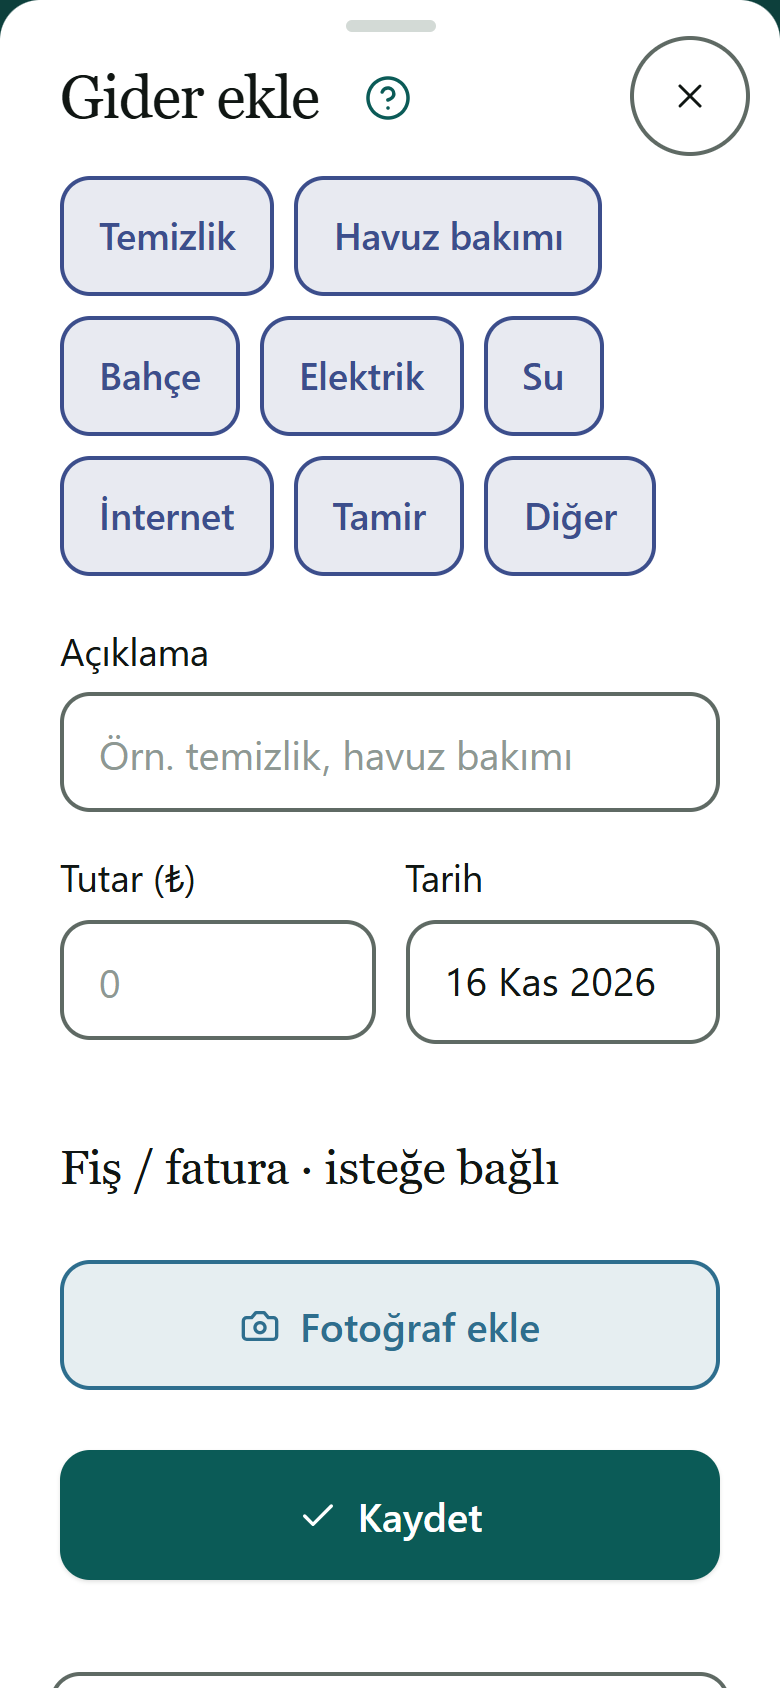 Gider ekle
Temizlik Havuz bakımı
Bahçe Elektrik Su
İnternet Tamir Diğer
Açıklama
Örn. temizlik, havuz bakımı
Tutar (₺) Tarih
0 16 Kas 2026
Fiş / fatura · isteğe bağlı
Fotoğraf ekle
Kaydet